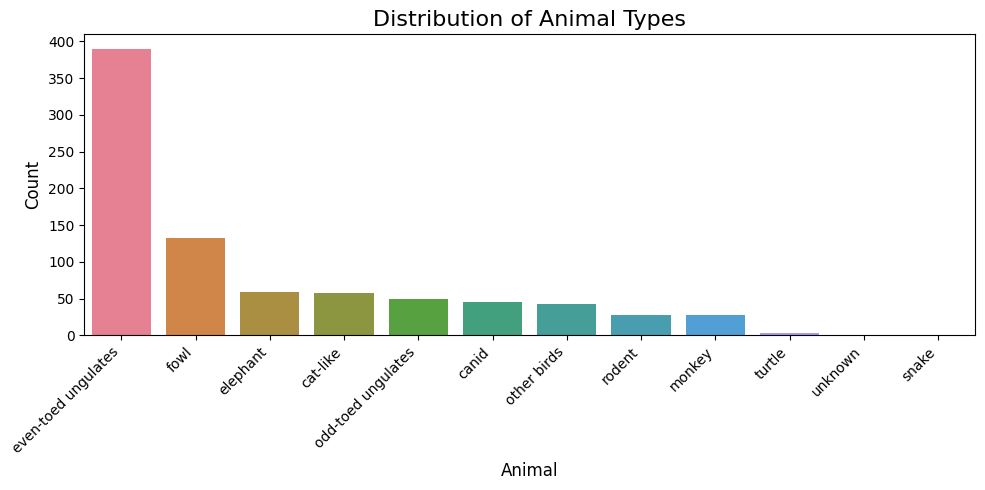 Distribution of Animal Types
Count
400
350
300
250
200
150
100
50
0
even-toed ungulates
fowl
elephant
cat-like
odd-toed ungulates
canid
other birds
rodent
monkey
turtle
unknown
snake
Animal